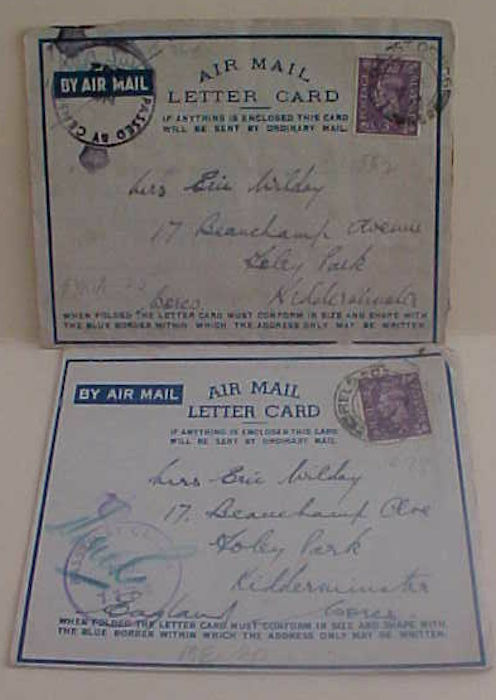 BY AIR MAIL
PASSED BY CENS
AIR MAIL
LETTER CARD
IF ANYTHING IS ENCLOSED THIS CARD
WILL BE SENT BY ORDINARY MAIL.
Mrs Eric Wilday
17 Beauchamp Avenue
Foley Park
Kidderminster
Worcs.
WHEN FOLDED THE LETTER CARD MUST CONFORM IN SIZE AND SHAPE WITH
THE BLUE BORDER WITHIN WHICH THE ADDRESS ONLY MAY BE WRITTEN.
BY AIR MAIL
AIR MAIL
LETTER CARD
IF ANYTHING IS ENCLOSED THIS CARD
WILL BE SENT BY ORDINARY MAIL.
Mrs Eric Wilday
17. Beauchamp Ave
Foley Park
Kidderminster
England Worcs.
WHEN FOLDED THE LETTER CARD MUST CONFORM IN SIZE AND SHAPE WITH
THE BLUE BORDER WITHIN WHICH THE ADDRESS ONLY MAY BE WRITTEN.